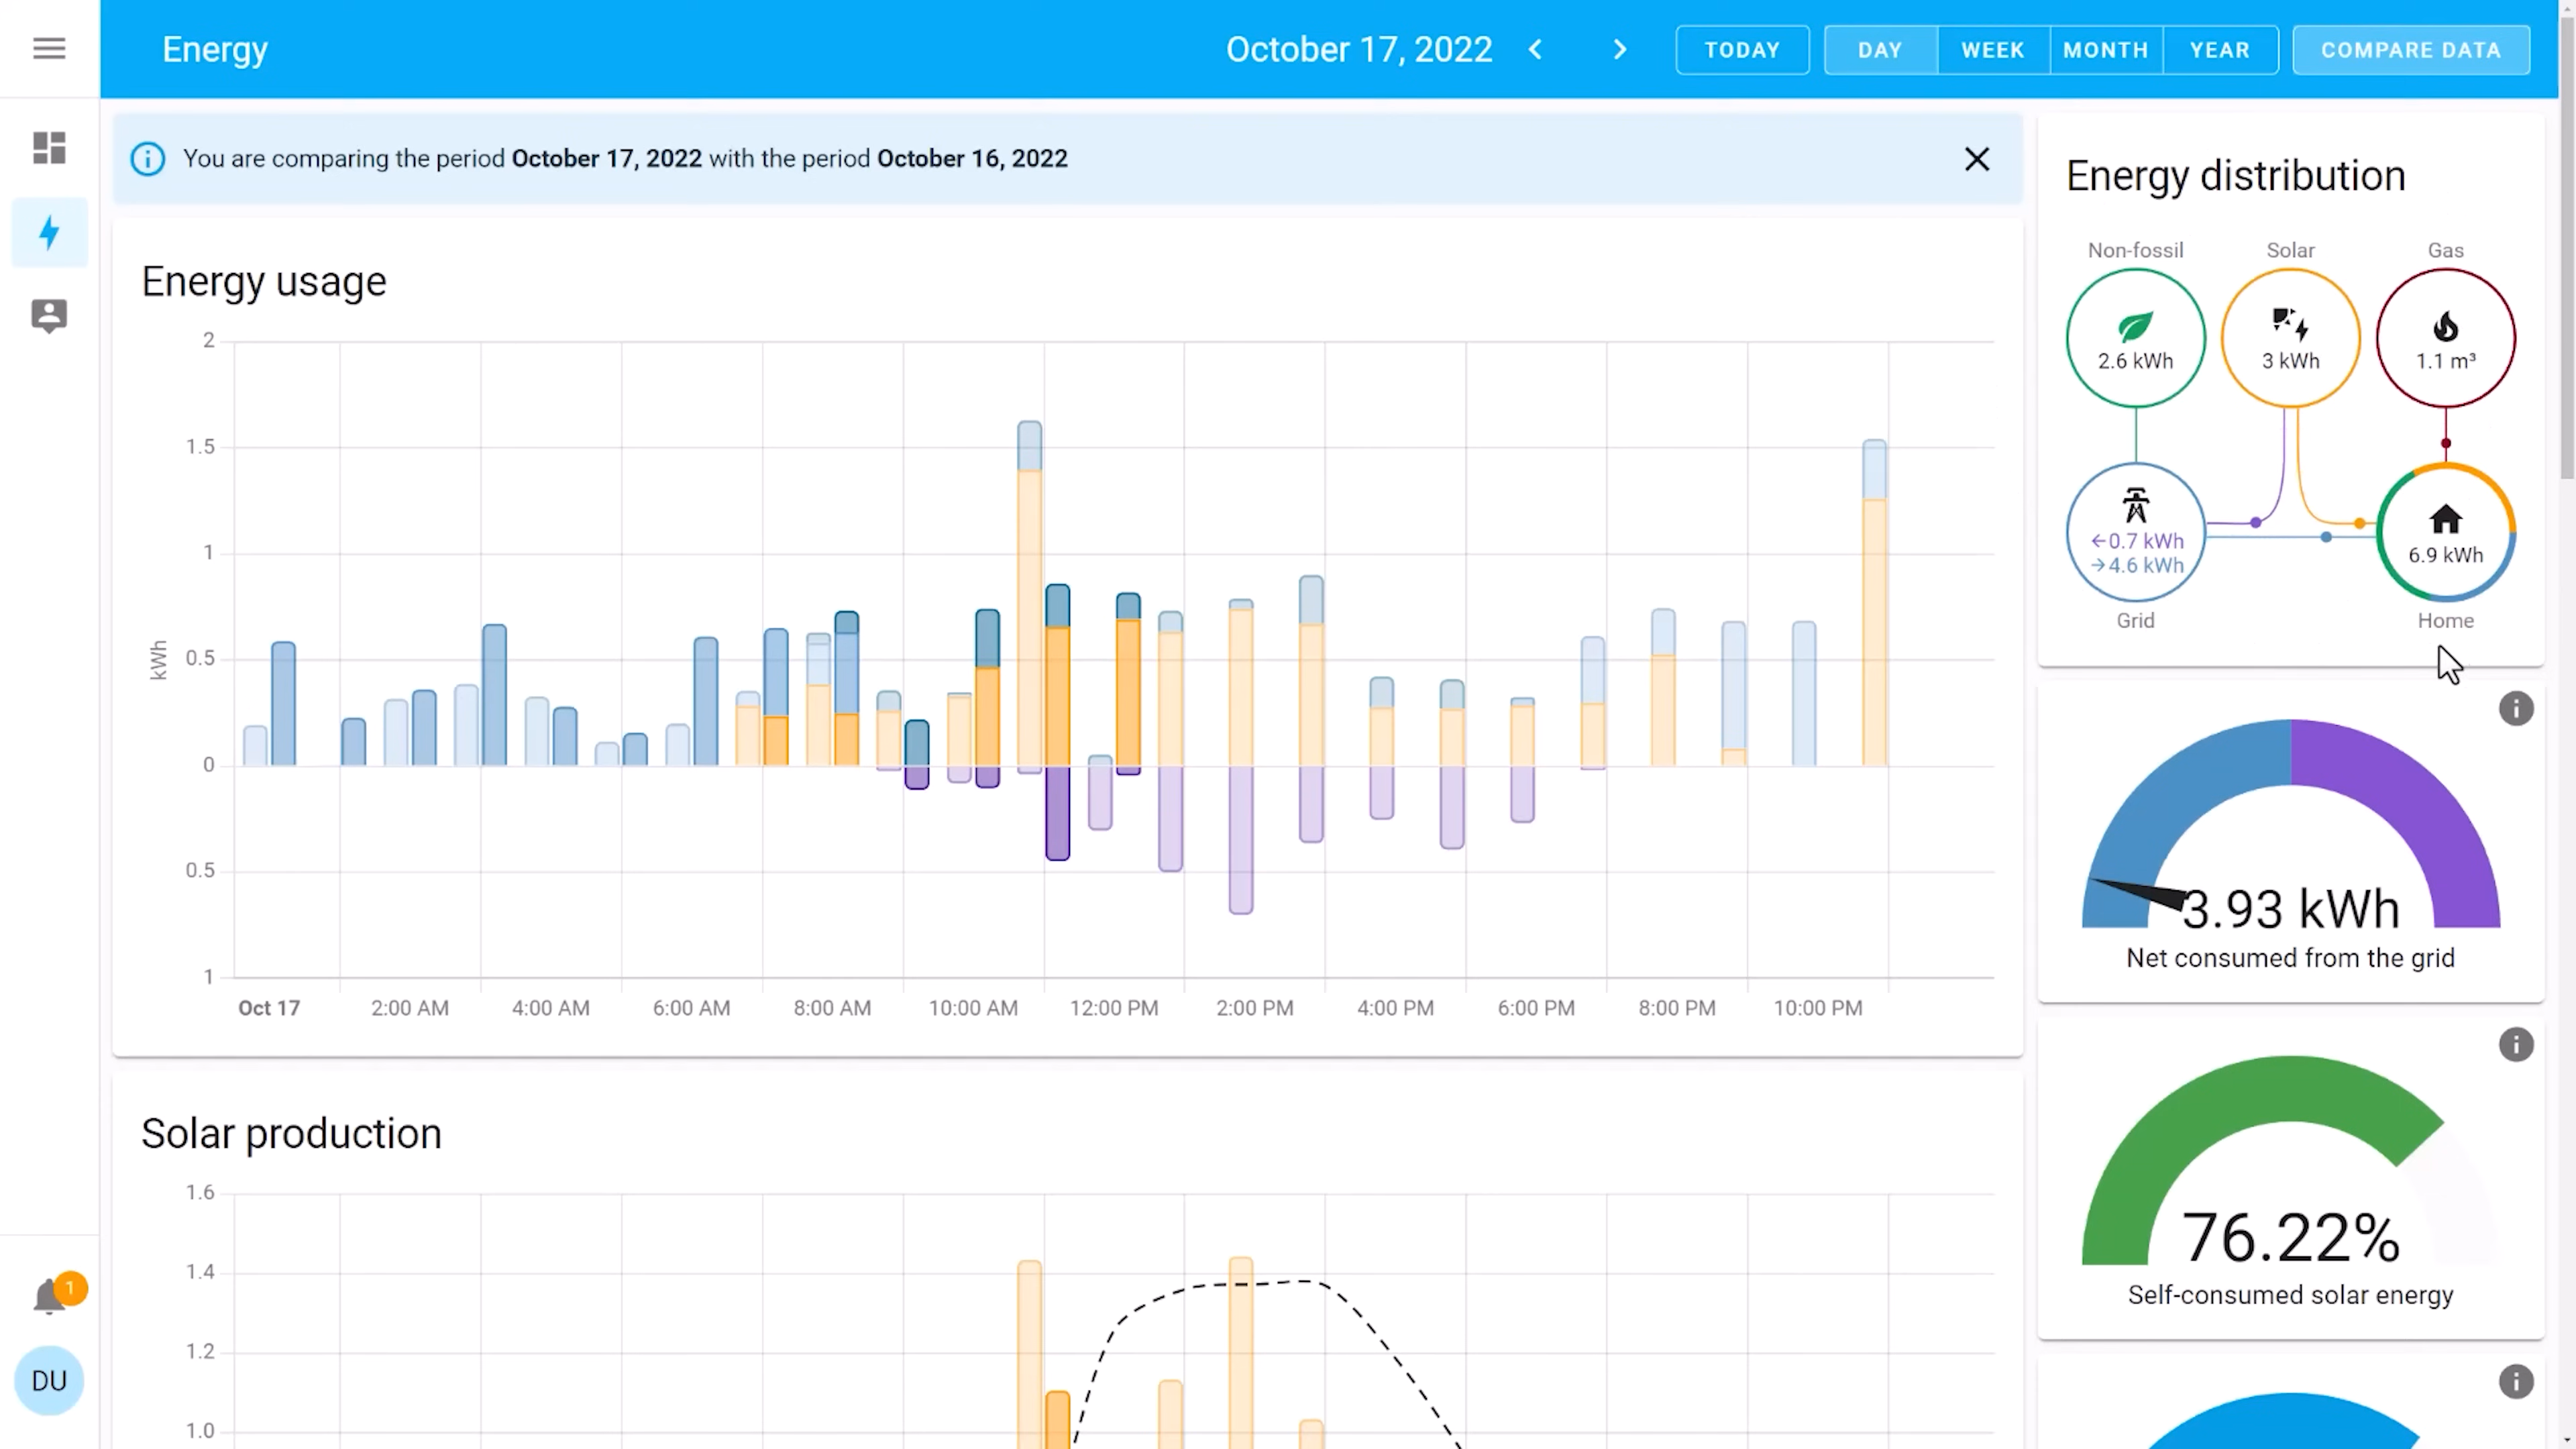 Energy
October 17, 2022
TODAY
DAY WEEK MONTH YEAR
COMPARE DATA
You are comparing the period October 17, 2022 with the period October 16, 2022
Energy usage
2
1.5
1
0.5
0
0.5
1
kWh
Oct 17 2:00 AM 4:00 AM 6:00 AM 8:00 AM 10:00 AM 12:00 PM 2:00 PM 4:00 PM 6:00 PM 8:00 PM 10:00 PM
Solar production
1.6
1.4
1.2
1.0
Energy distribution
Non-fossil Solar Gas
2.6 kWh 3 kWh 1.1 m³
←0.7 kWh
→4.6 kWh
6.9 kWh
Grid Home
3.93 kWh
Net consumed from the grid
76.22%
Self-consumed solar energy
1
DU